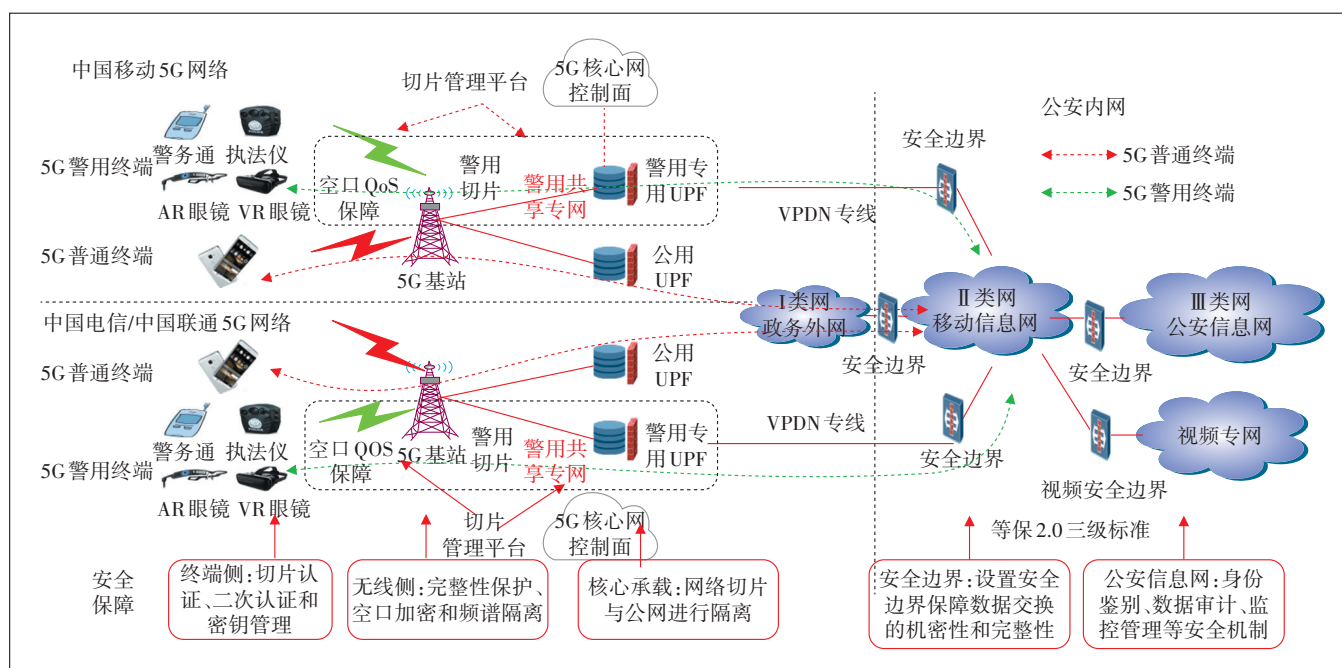 中国移动5G网络
切片管理平台
5G核心网
控制面
公安内网
5G警用终端
警务通
执法仪
AR眼镜
VR眼镜
空口QoS
保障
警用
切片
警用共
享专网
警用专
用UPF
VPDN专线
安全边界
5G普通终端
5G警用终端
5G普通终端
5G基站
公用
UPF
Ⅰ类网
政务外网
安全边界
Ⅱ类网
移动信息网
安全边界
Ⅲ类网
公安信息网
中国电信/中国联通5G网络
5G普通终端
公用
UPF
5G警用终端
警务通
执法仪
AR眼镜
VR眼镜
空口QOS
保障
5G基站
警用
切片
警用共
享专网
警用专
用UPF
VPDN专线
安全边界
视频专网
视频安全边界
切片
管理平台
5G核心网
控制面
等保2.0三级标准
安全
保障
终端侧:切片认
证、二次认证和
密钥管理
无线侧:完整性保护、
空口加密和频谱隔离
核心承载:网络切片
与公网进行隔离
安全边界:设置安全
边界保障数据交换
的机密性和完整性
公安信息网:身份
鉴别、数据审计、监
控管理等安全机制